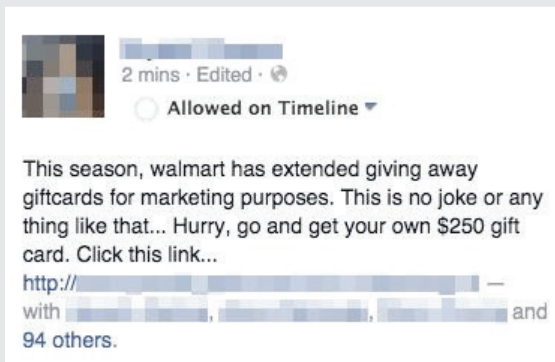 2 mins · Edited ·
Allowed on Timeline
This season, walmart has extended giving away
giftcards for marketing purposes. This is no joke or any
thing like that... Hurry, go and get your own $250 gift
card. Click this link...
http:// —
with , , and
94 others.